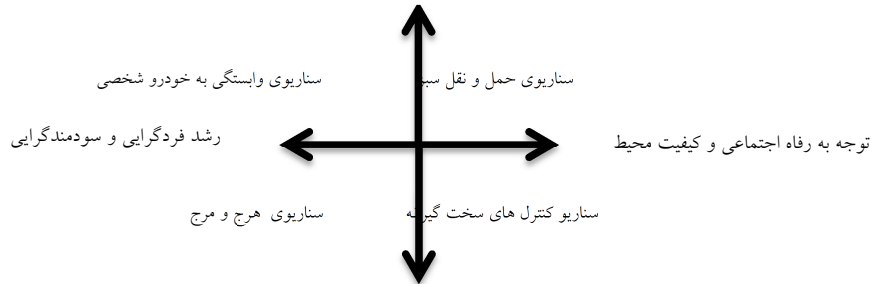 سناریوی حمل و نقل سبز
سناریوی وابستگی به خودرو شخصی
توجه به رفاه اجتماعی و کیفیت محیط
رشد فردگرایی و سودمندگرایی
سناریو کنترل های سخت گیرانه
سناریوی هرج و مرج